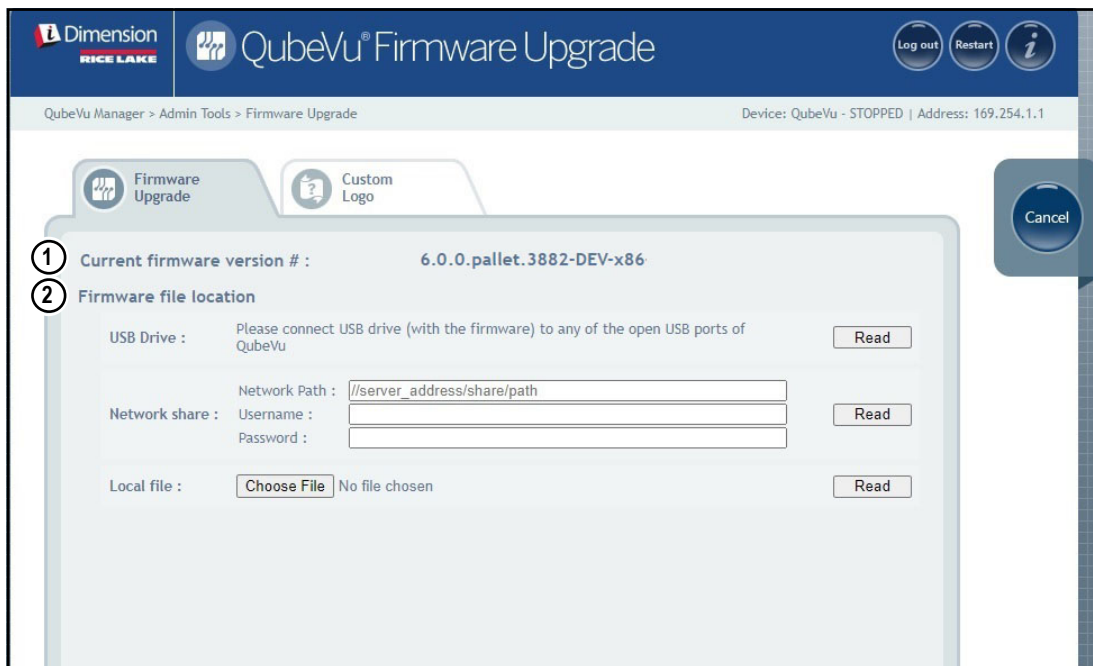 iDimension
RICE LAKE
QubeVu® Firmware Upgrade
Log out
Restart
i
QubeVu Manager > Admin Tools > Firmware Upgrade
Device: QubeVu - STOPPED | Address: 169.254.1.1
Firmware
Upgrade
?
Custom
Logo
Cancel
1 Current firmware version # : 6.0.0.pallet.3882-DEV-x86
2 Firmware file location
USB Drive : Please connect USB drive (with the firmware) to any of the open USB ports of
QubeVu
Read
Network share :
Network Path : //server_address/share/path
Username :
Password :
Read
Local file : Choose File No file chosen Read